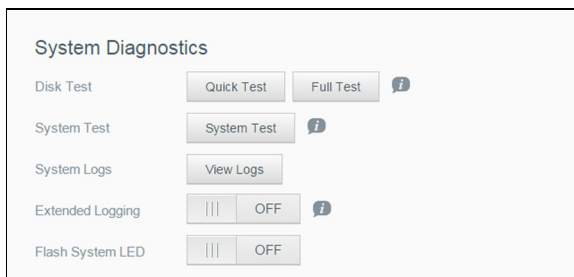 System Diagnostics
Disk Test Quick Test Full Test i
System Test System Test i
System Logs View Logs
Extended Logging OFF i
Flash System LED OFF